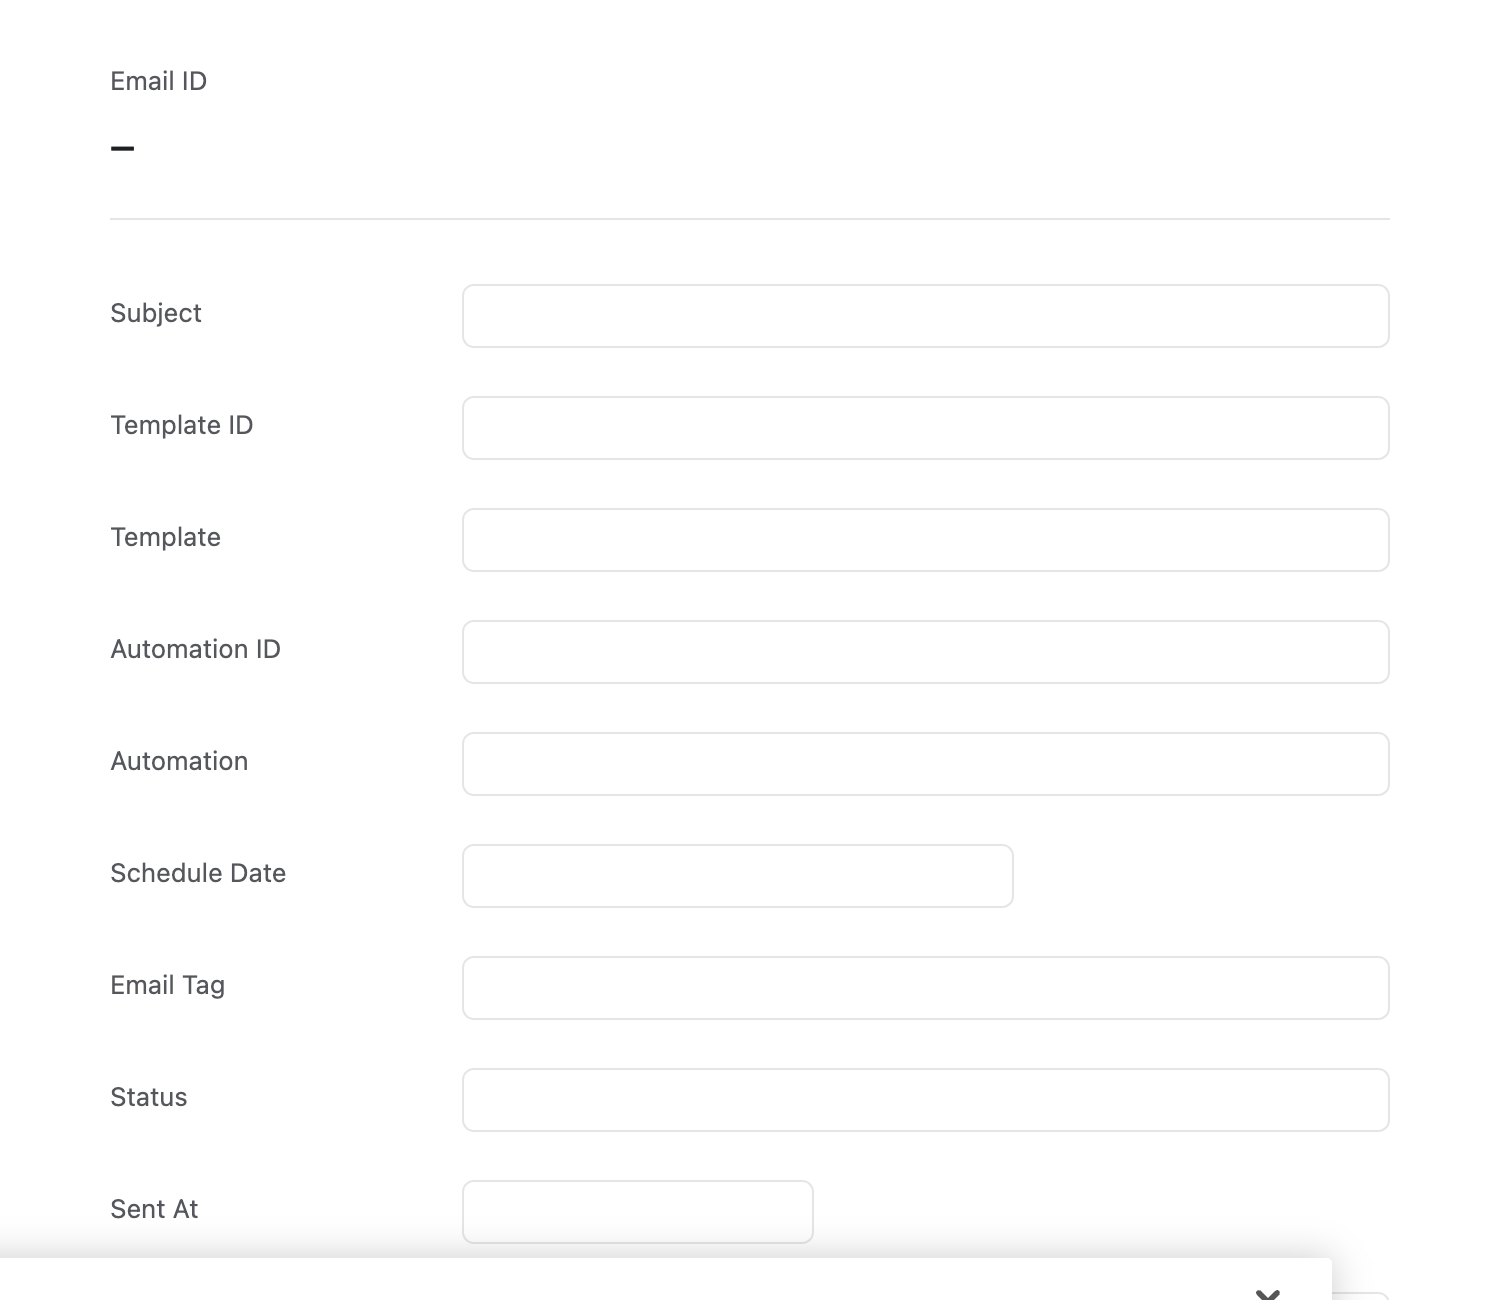 Email ID
–
Subject
Template ID
Template
Automation ID
Automation
Schedule Date
Email Tag
Status
Sent At